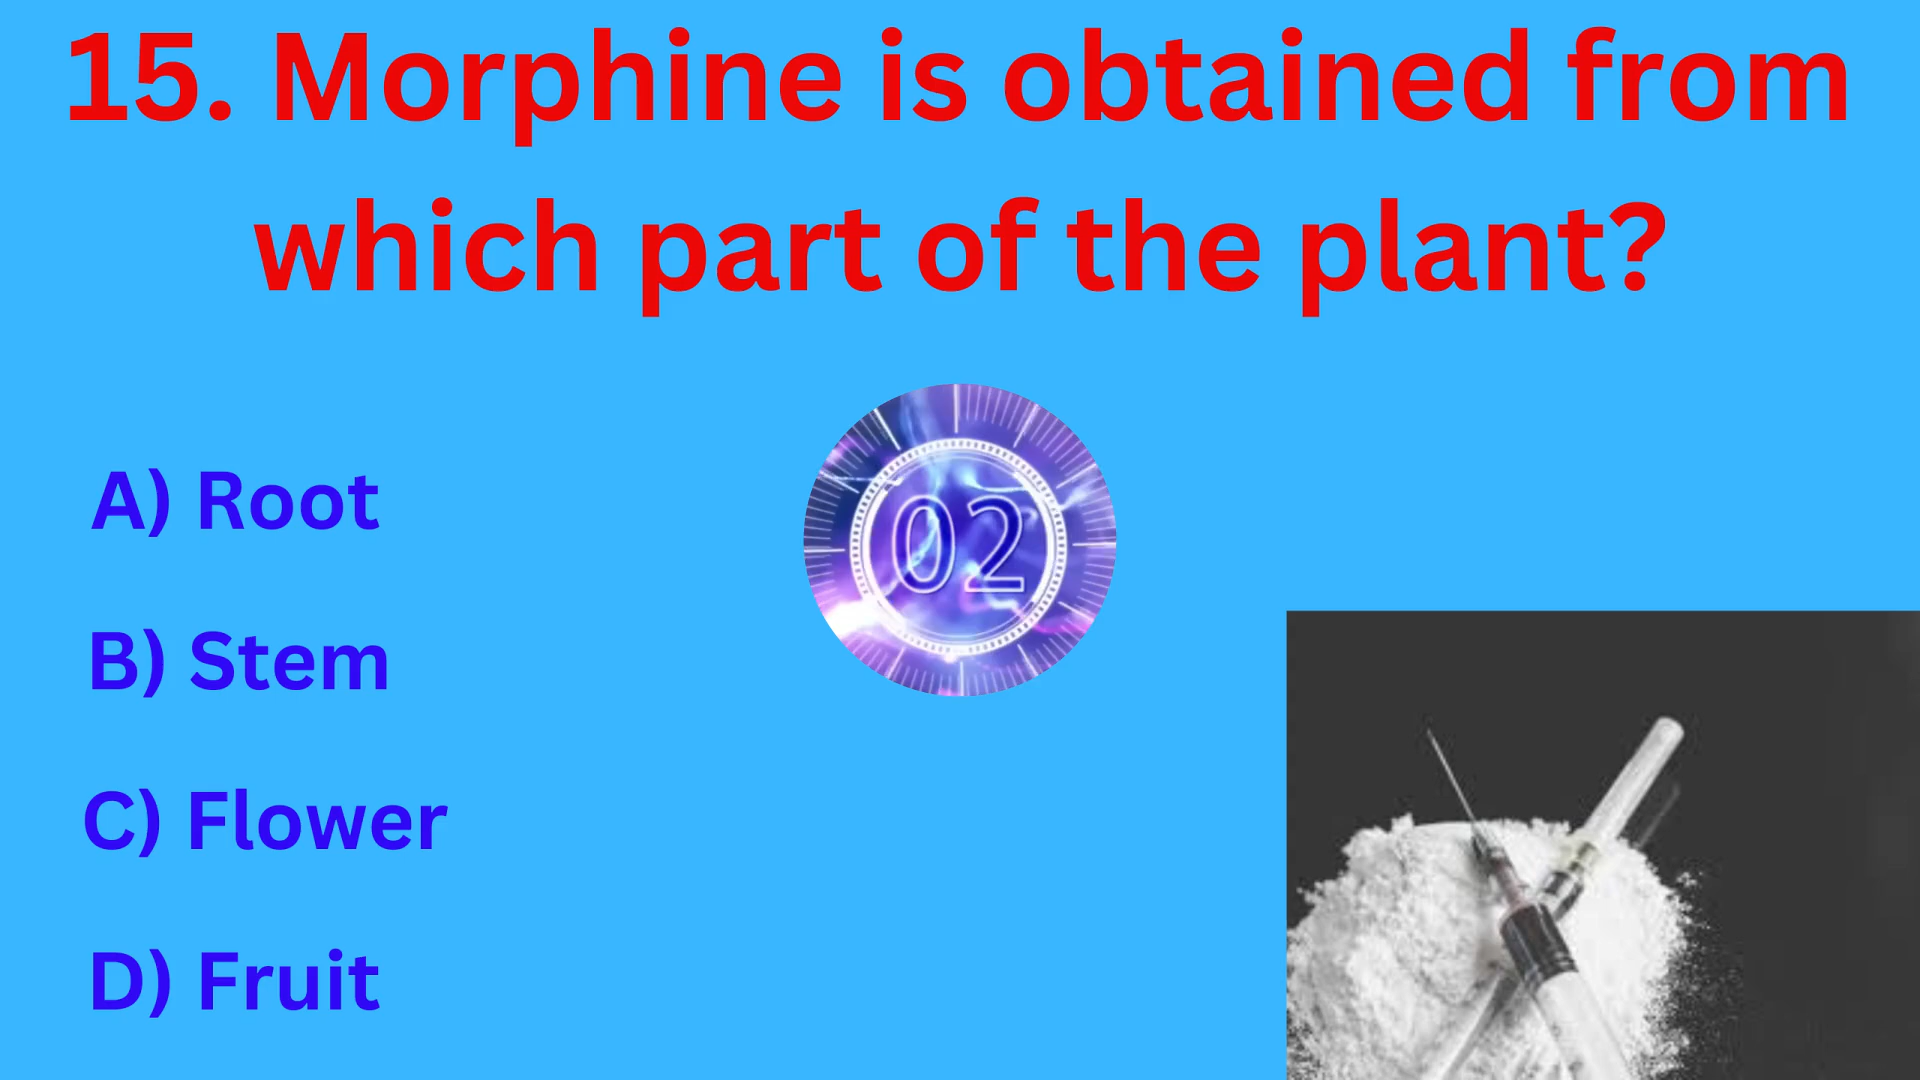 15. Morphine is obtained from
which part of the plant?
02
A) Root
B) Stem
C) Flower
D) Fruit